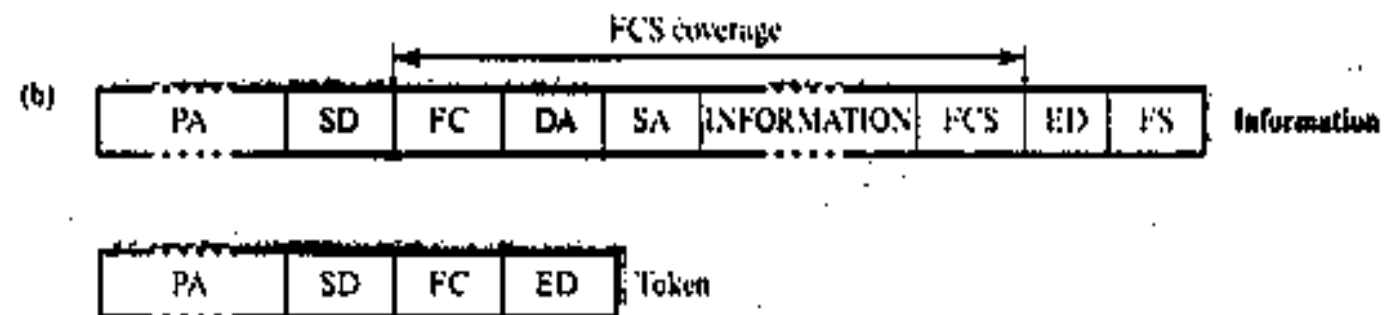 FCS coverage
(b) PA SD FC DA SA INFORMATION FCS ED FS Information
PA SD FC ED Token